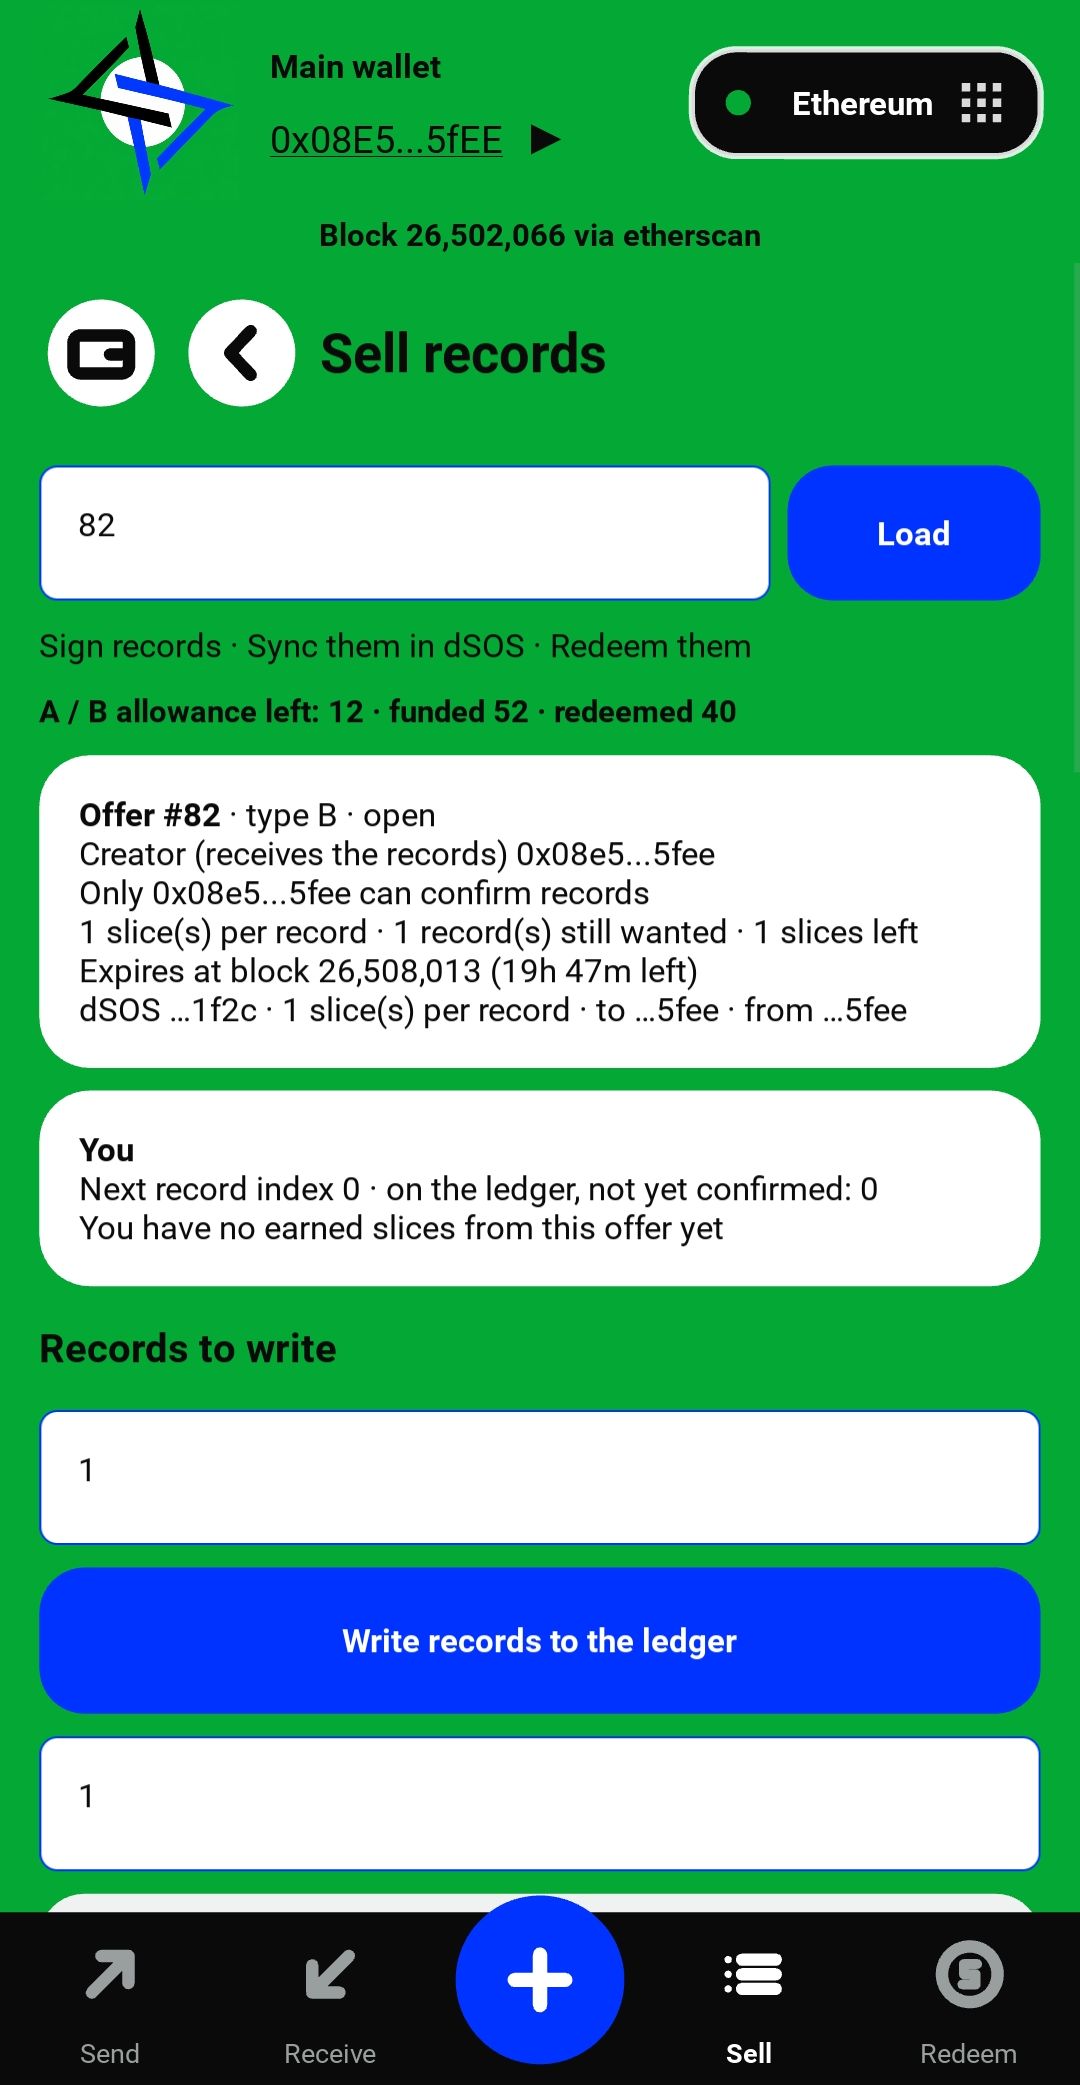 Main wallet
0x08E5...5fEE ▶
Ethereum
Block 26,502,066 via etherscan
Sell records
82
Load
Sign records · Sync them in dSOS · Redeem them
A / B allowance left: 12 · funded 52 · redeemed 40
Offer #82 · type B · open
Creator (receives the records) 0x08e5...5fee
Only 0x08e5...5fee can confirm records
1 slice(s) per record · 1 record(s) still wanted · 1 slices left
Expires at block 26,508,013 (19h 47m left)
dSOS …1f2c · 1 slice(s) per record · to …5fee · from …5fee
You
Next record index 0 · on the ledger, not yet confirmed: 0
You have no earned slices from this offer yet
Records to write
1
Write records to the ledger
1
Send
Receive
Sell
Redeem